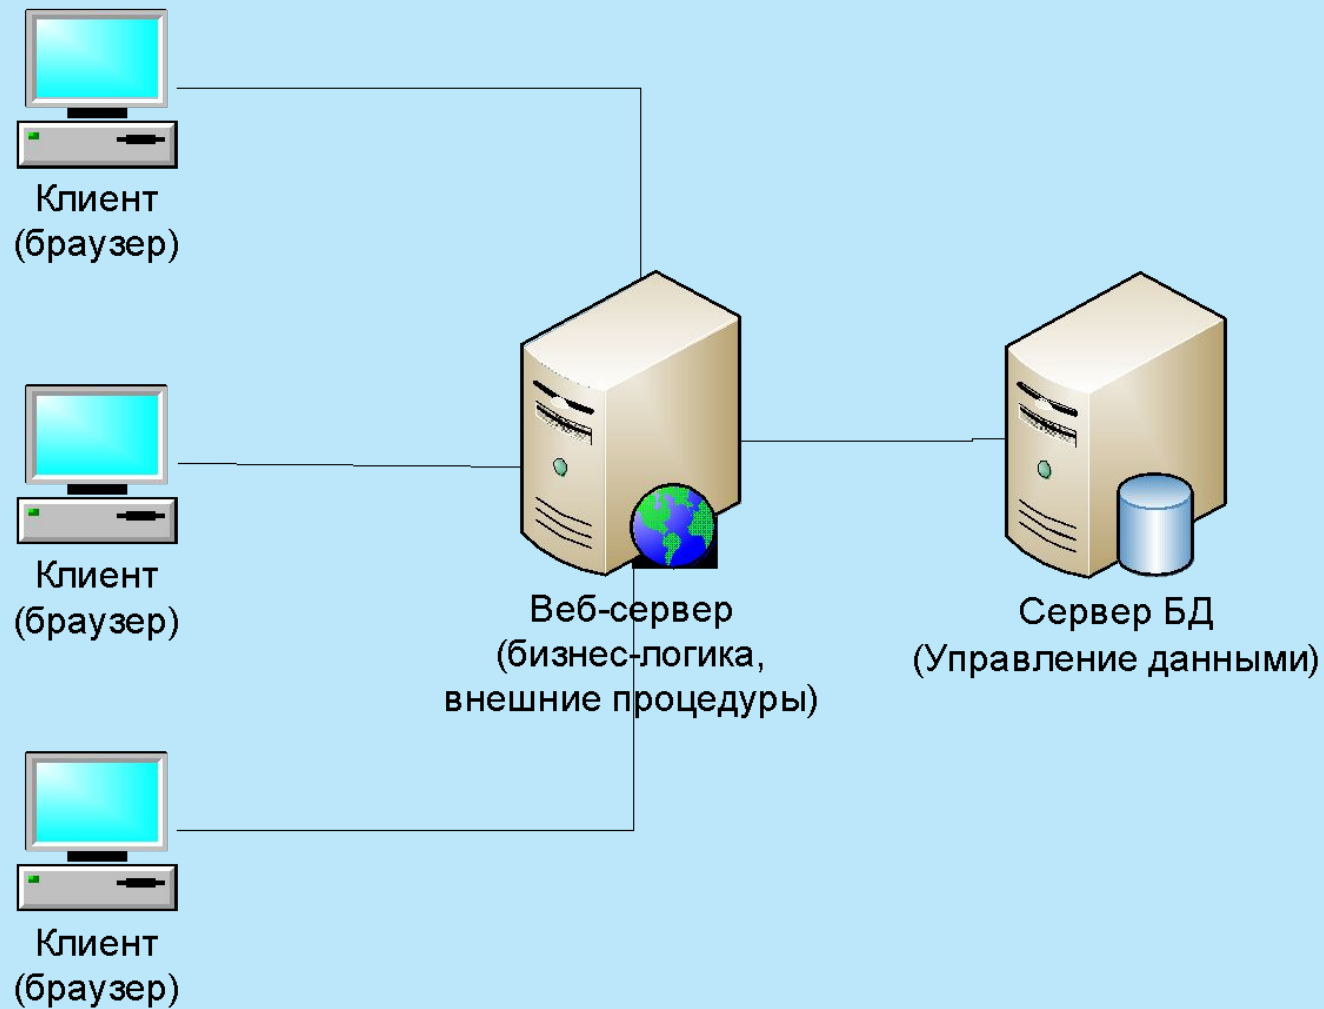 Клиент
(браузер)
Клиент
(браузер)
Веб-сервер
(бизнес-логика,
внешние процедуры)
Сервер БД
(Управление данными)
Клиент
(браузер)